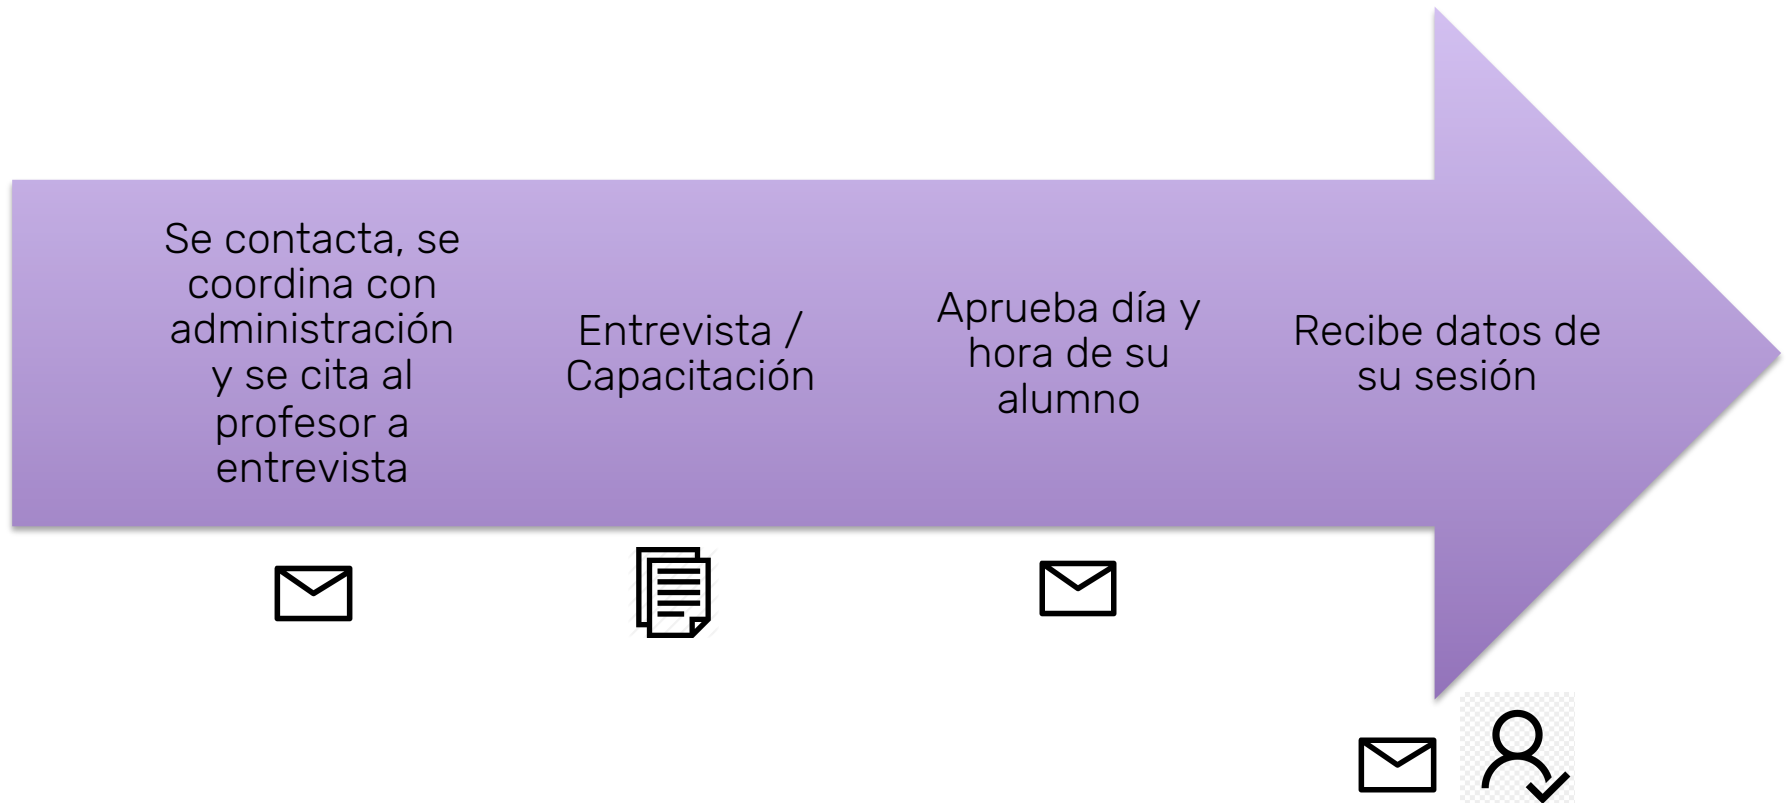 Se contacta, se
coordina con
administración
y se cita al
profesor a
entrevista
Entrevista /
Capacitación
Aprueba día y
hora de su
alumno
Recibe datos de
su sesión